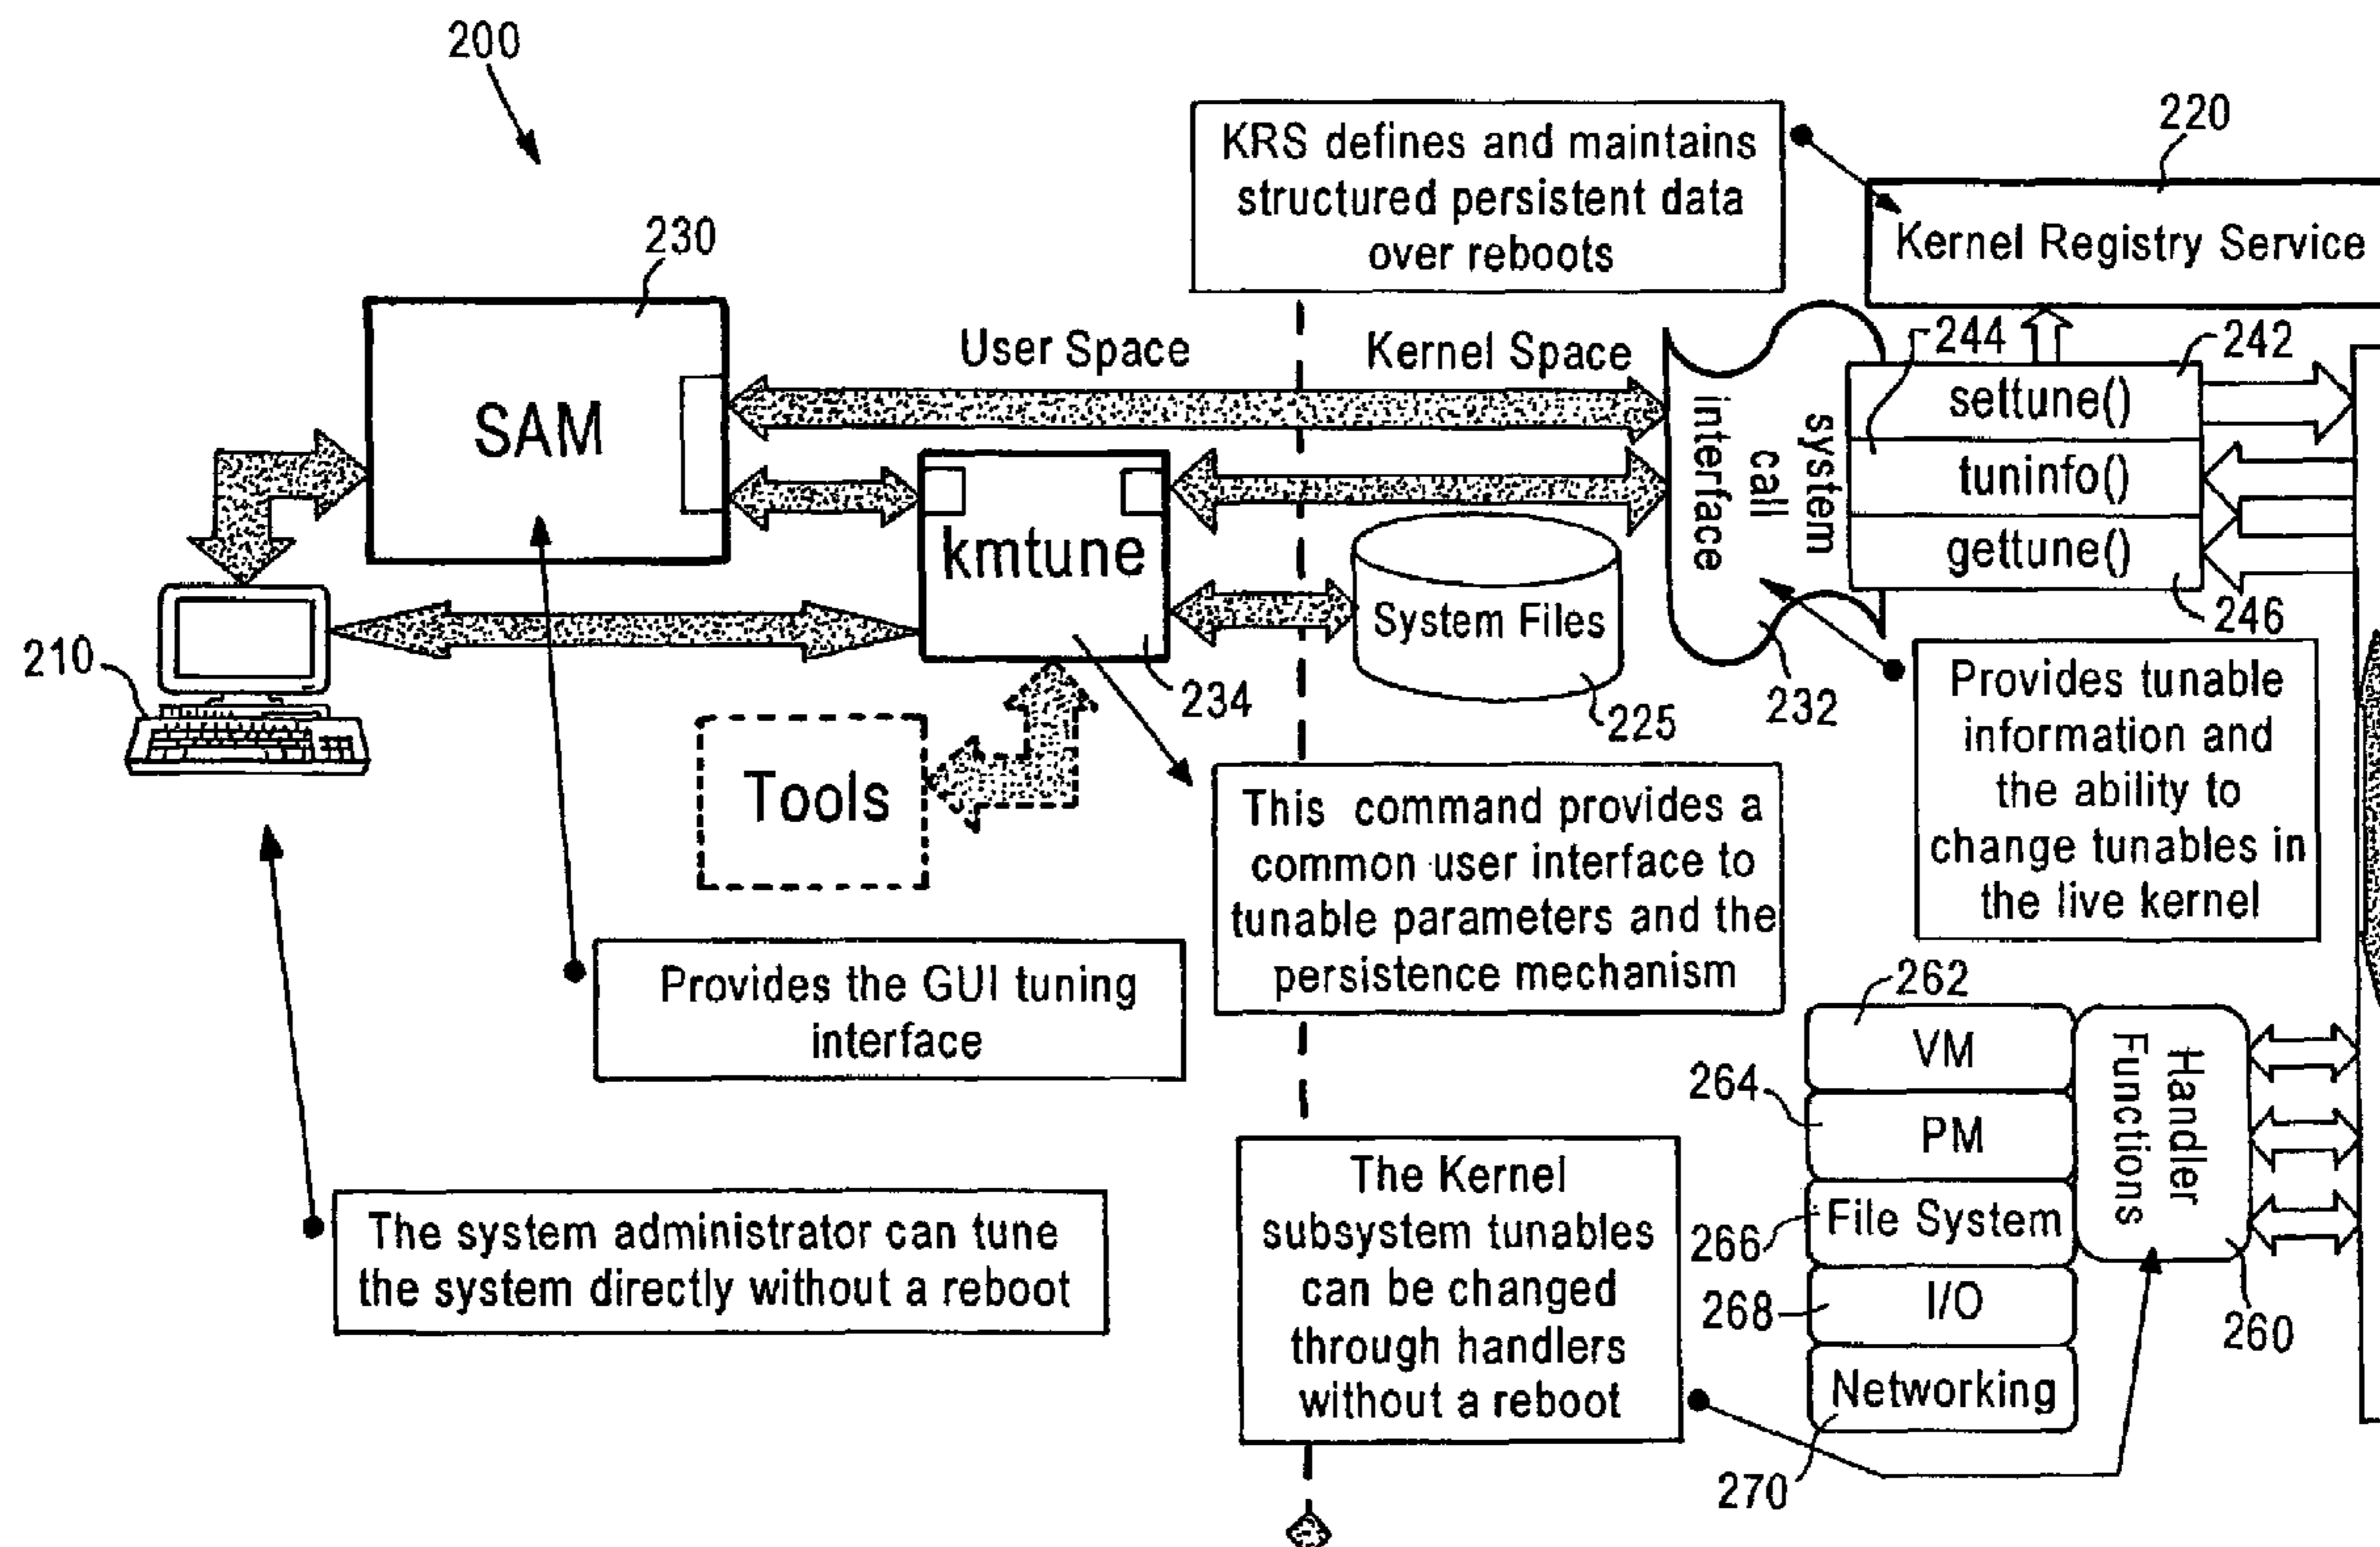 200
KRS defines and maintains
structured persistent data
over reboots
220
Kernel Registry Service
230
SAM
User Space
Kernel Space
244
242
system
call
interface
settune()
tuninfo()
gettune()
246
kmtune
234
System Files
225
232
210
Tools
Provides tunable
information and
the ability to
change tunables in
the live kernel
This command provides a
common user interface to
tunable parameters and the
persistence mechanism
Provides the GUI tuning
interface
The system administrator can tune
the system directly without a reboot
The Kernel
subsystem tunables
can be changed
through handlers
without a reboot
262
VM
264
PM
266
File System
268
I/O
270
Networking
Handler
Functions
260